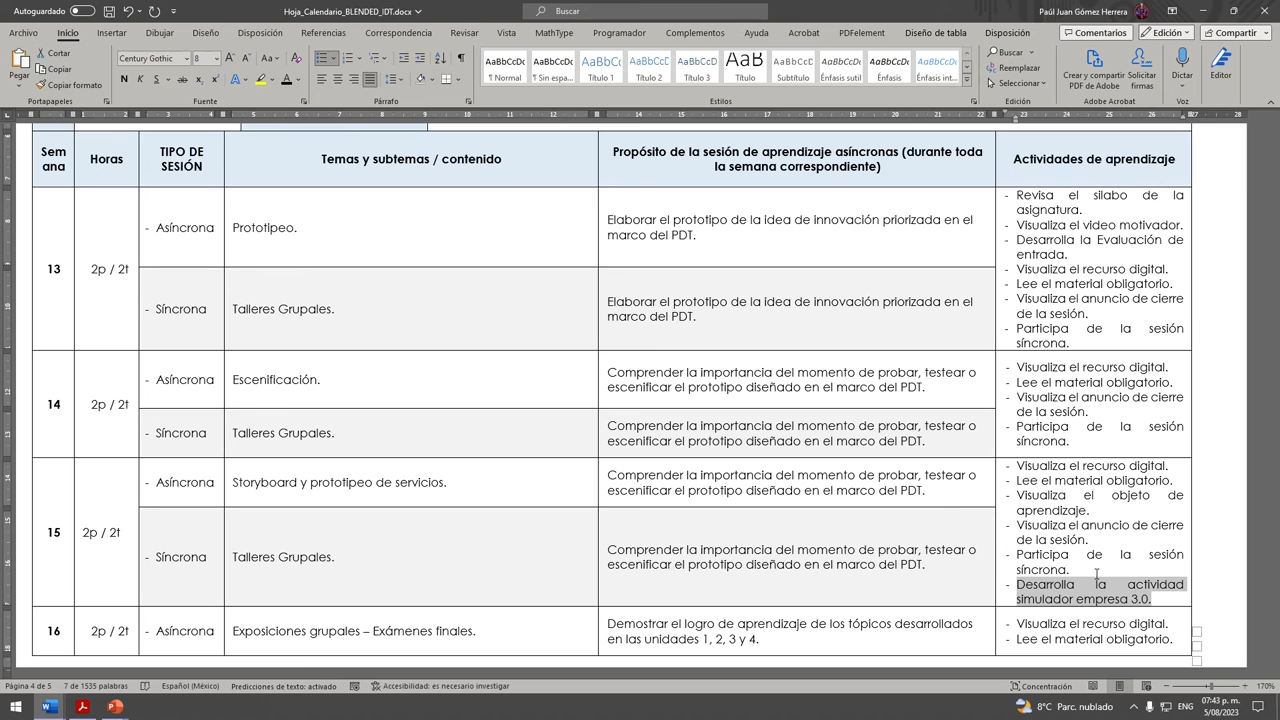 Autoguardado
Hoja_Calendario_BLENDED_IDT.docx
Buscar
Paúl Juan Gómez Herrera
Archivo
Inicio
Insertar
Dibujar
Diseño
Disposición
Referencias
Correspondencia
Revisar
Vista
MathType
Programador
Complementos
Ayuda
Acrobat
PDFelement
Diseño de tabla
Disposición
Comentarios
Edición
Compartir
Pegar
Cortar
Copiar
Copiar formato
Portapapeles
Century Gothic
8
Fuente
Párrafo
¶ Normal
¶ Sin espa...
Título 1
Título 2
Título 3
Título
Subtítulo
Énfasis sutil
Énfasis
Énfasis int...
Estilos
Buscar
Reemplazar
Seleccionar
Edición
Crear y compartir PDF de Adobe
Solicitar firmas
Adobe Acrobat
Dictar
Voz
Editor
Editor
Sem
ana
Horas
TIPO DE
SESIÓN
Temas y subtemas / contenido
Propósito de la sesión de aprendizaje asíncronas (durante toda
la semana correspondiente)
Actividades de aprendizaje
13
2p / 2t
- Asíncrona
Prototipeo.
Elaborar el prototipo de la idea de innovación priorizada en el
marco del PDT.
- Revisa el silabo de la
asignatura.
- Visualiza el video motivador.
- Desarrolla la Evaluación de
entrada.
- Visualiza el recurso digital.
- Lee el material obligatorio.
- Visualiza el anuncio de cierre
de la sesión.
- Participa de la sesión
síncrona.
- Síncrona
Talleres Grupales.
Elaborar el prototipo de la idea de innovación priorizada en el
marco del PDT.
14
2p / 2t
- Asíncrona
Escenificación.
Comprender la importancia del momento de probar, testear o
escenificar el prototipo diseñado en el marco del PDT.
- Visualiza el recurso digital.
- Lee el material obligatorio.
- Visualiza el anuncio de cierre
de la sesión.
- Participa de la sesión
síncrona.
- Síncrona
Talleres Grupales.
Comprender la importancia del momento de probar, testear o
escenificar el prototipo diseñado en el marco del PDT.
15
2p / 2t
- Asíncrona
Storyboard y prototipeo de servicios.
Comprender la importancia del momento de probar, testear o
escenificar el prototipo diseñado en el marco del PDT.
- Visualiza el recurso digital.
- Lee el material obligatorio.
- Visualiza el objeto de
aprendizaje.
- Visualiza el anuncio de cierre
de la sesión.
- Participa de la sesión
síncrona.
- Desarrolla la actividad
simulador empresa 3.0.
- Síncrona
Talleres Grupales.
Comprender la importancia del momento de probar, testear o
escenificar el prototipo diseñado en el marco del PDT.
16
2p / 2t
- Asíncrona
Exposiciones grupales – Exámenes finales.
Demostrar el logro de aprendizaje de los tópicos desarrollados
en las unidades 1, 2, 3 y 4.
- Visualiza el recurso digital.
- Lee el material obligatorio.
Página 4 de 5
7 de 1535 palabras
Español (México)
Predicciones de texto: activado
Accesibilidad: es necesario investigar
Concentración
170%
8°C Parc. nublado
ENG
07:43 p. m.
5/08/2023